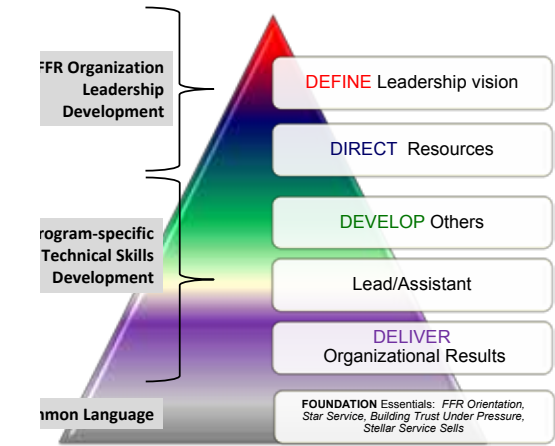 FFR Organization
Leadership
Development
DEFINE Leadership vision
DIRECT Resources
rogram-specific
Technical Skills
Development
DEVELOP Others
Lead/Assistant
DELIVER
Organizational Results
mmon Language
FOUNDATION Essentials: FFR Orientation,
Star Service, Building Trust Under Pressure,
Stellar Service Sells